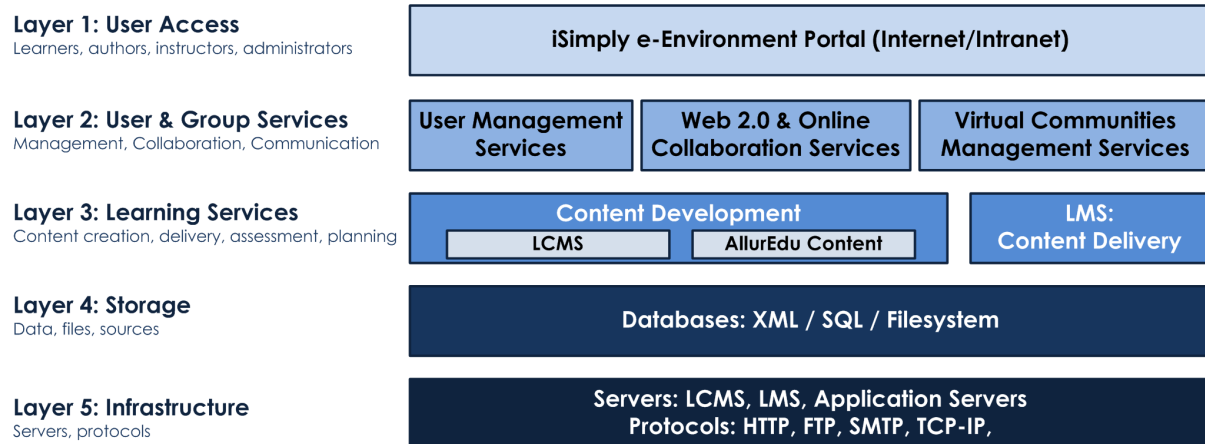 Layer 1: User Access
Learners, authors, instructors, administrators
iSimply e-Environment Portal (Internet/Intranet)
Layer 2: User & Group Services
Management, Collaboration, Communication
User Management
Services
Web 2.0 & Online
Collaboration Services
Virtual Communities
Management Services
Layer 3: Learning Services
Content creation, delivery, assessment, planning
Content Development
LCMS
AllurEdu Content
LMS:
Content Delivery
Layer 4: Storage
Data, files, sources
Databases: XML / SQL / Filesystem
Layer 5: Infrastructure
Servers, protocols
Servers: LCMS, LMS, Application Servers
Protocols: HTTP, FTP, SMTP, TCP-IP,